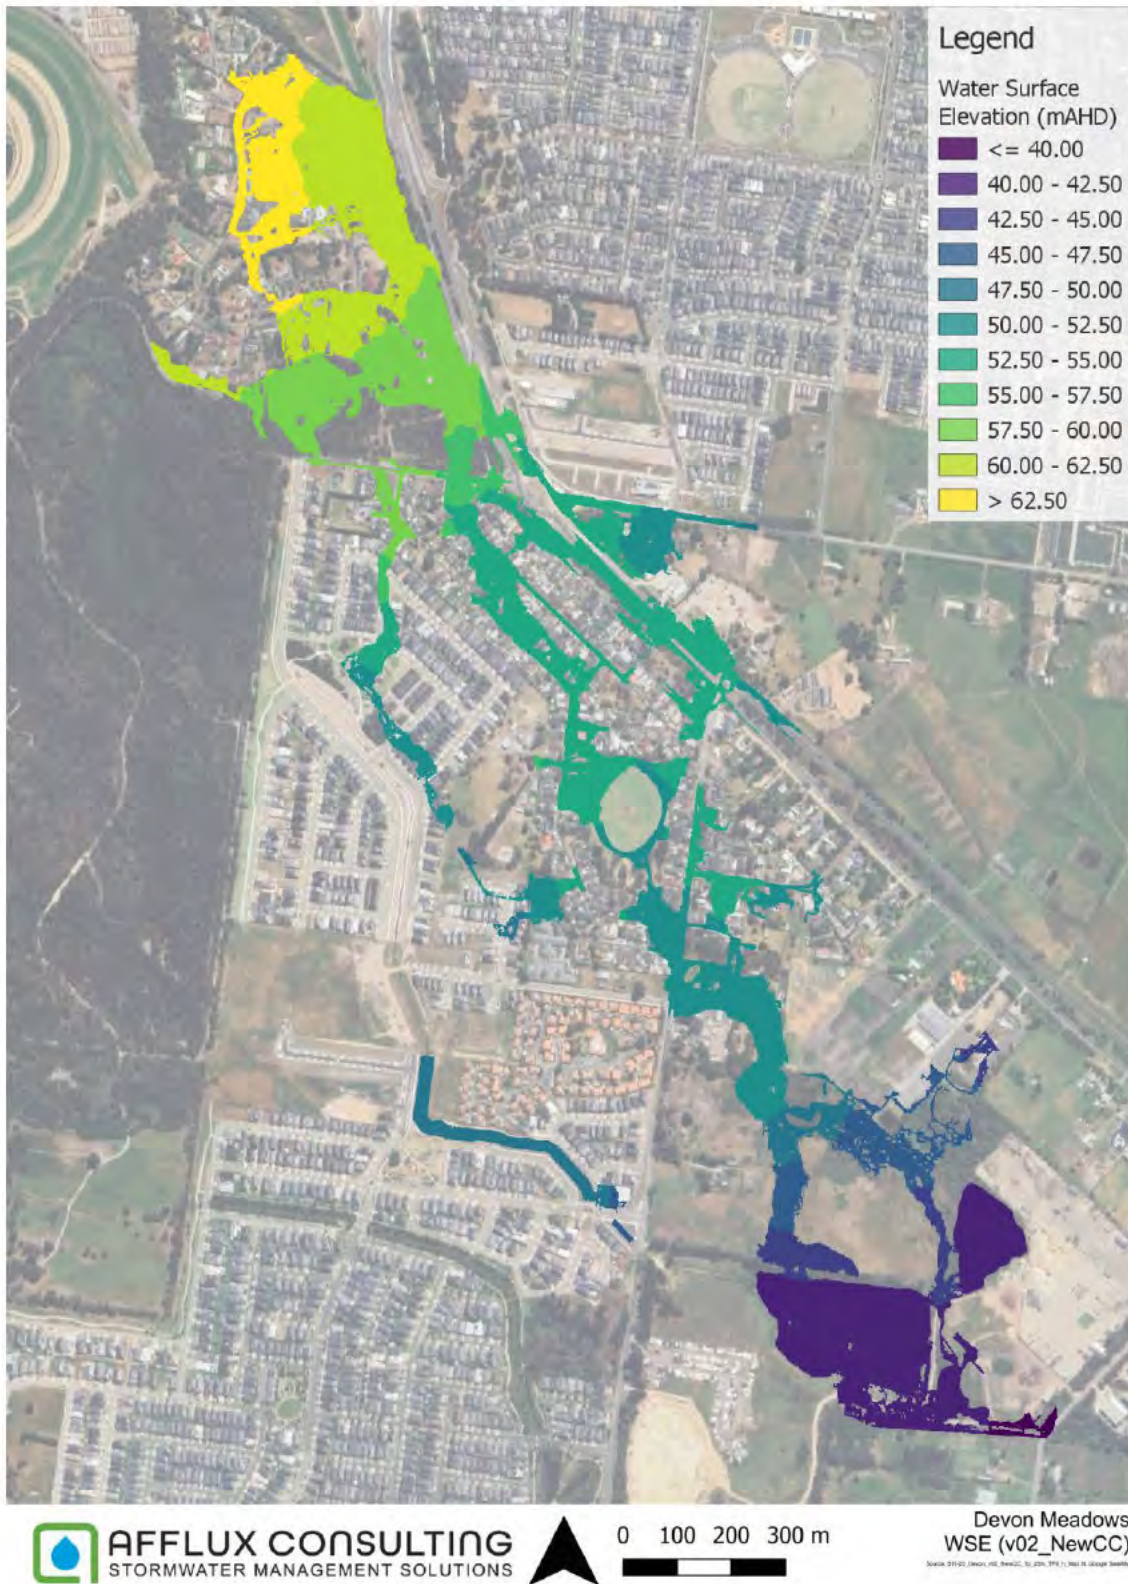 Legend
Water Surface
Elevation (mAHD)
<= 40.00
40.00 - 42.50
42.50 - 45.00
45.00 - 47.50
47.50 - 50.00
50.00 - 52.50
52.50 - 55.00
55.00 - 57.50
57.50 - 60.00
60.00 - 62.50
> 62.50
AFFLUX CONSULTING
STORMWATER MANAGEMENT SOLUTIONS
0 100 200 300 m
Devon Meadows
WSE (v02_NewCC)